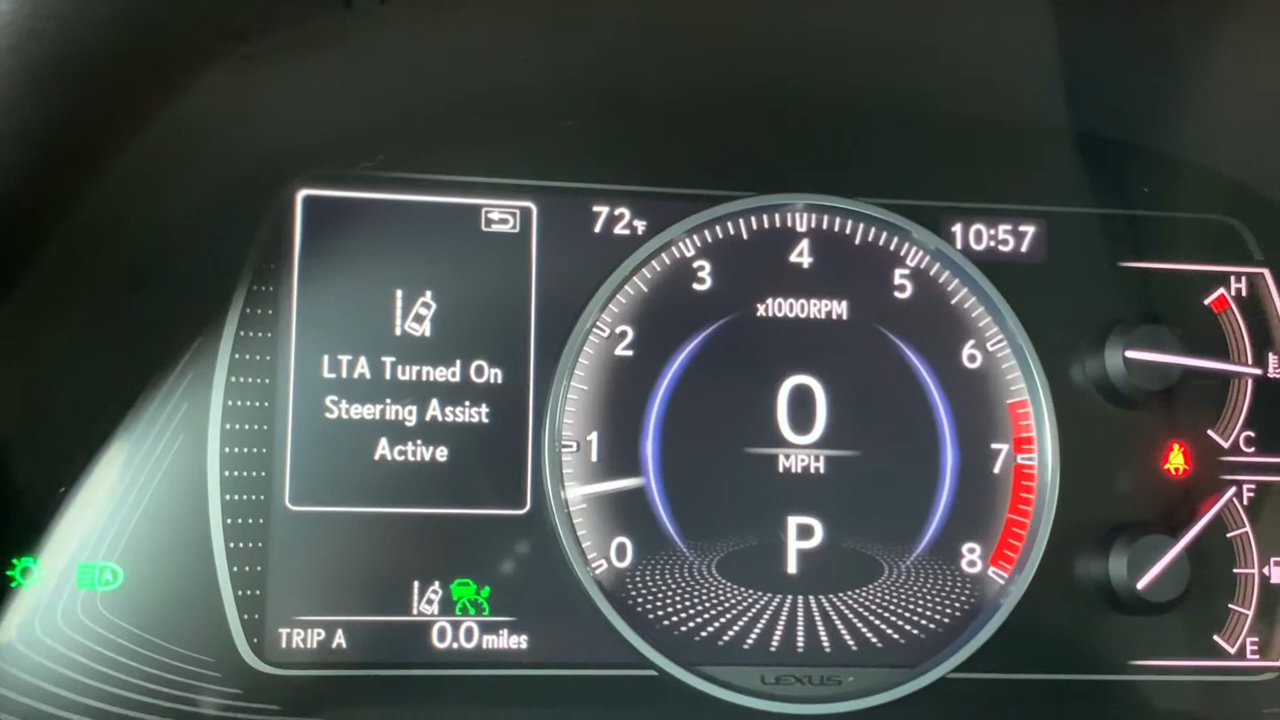 72°F
10:57
LTA Turned On
Steering Assist
Active
TRIP A
0.0 miles
0
1
2
3
4
5
6
7
8
x1000RPM
0
MPH
P
LEXUS
H
C
F
E
A